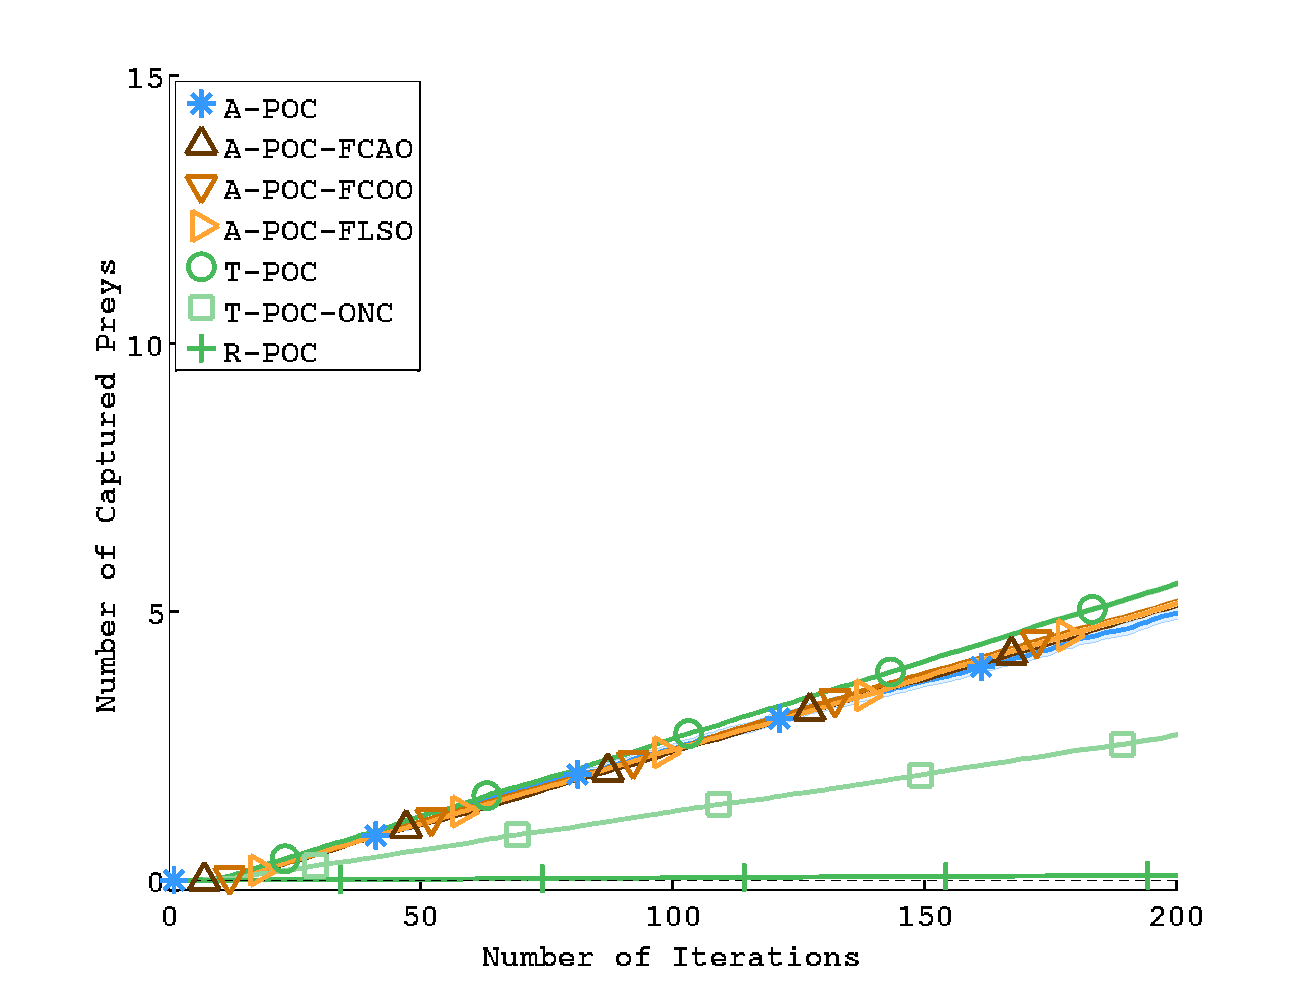 15
A-POC
A-POC-FCAO
A-POC-FCOO
A-POC-FLSO
T-POC
T-POC-ONC
R-POC
10
5
0
Number of Captured Preys
0 50 100 150 200
Number of Iterations